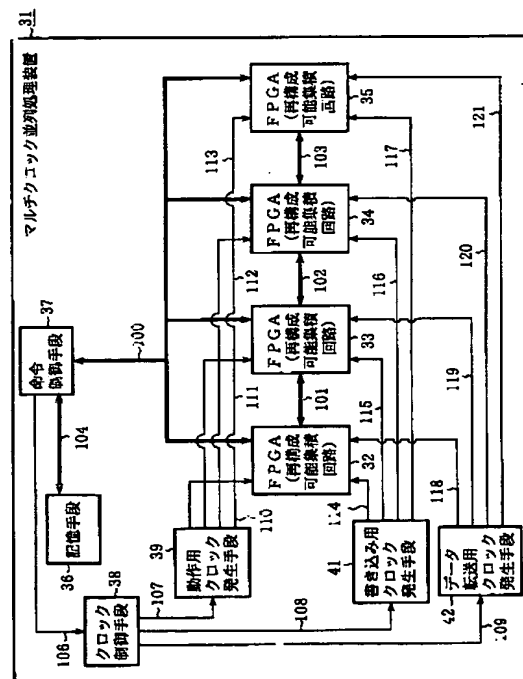 31
マルチクロック並列処理装置
命令
制御手段
37
104
記憶手段
36
106
クロック
制御手段
38
100
107
108
109
動作用
クロック
発生手段
39
書き込み用
クロック
発生手段
41
データ
転送用
クロック
発生手段
42
110
111
112
113
FPGA
(再構成
可能集積
回路)
32
101
FPGA
(再構成
可能集積
回路)
33
102
FPGA
(再構成
可能集積
回路)
34
103
FPGA
(再構成
可能集積
回路)
35
114
115
116
117
118
119
120
121